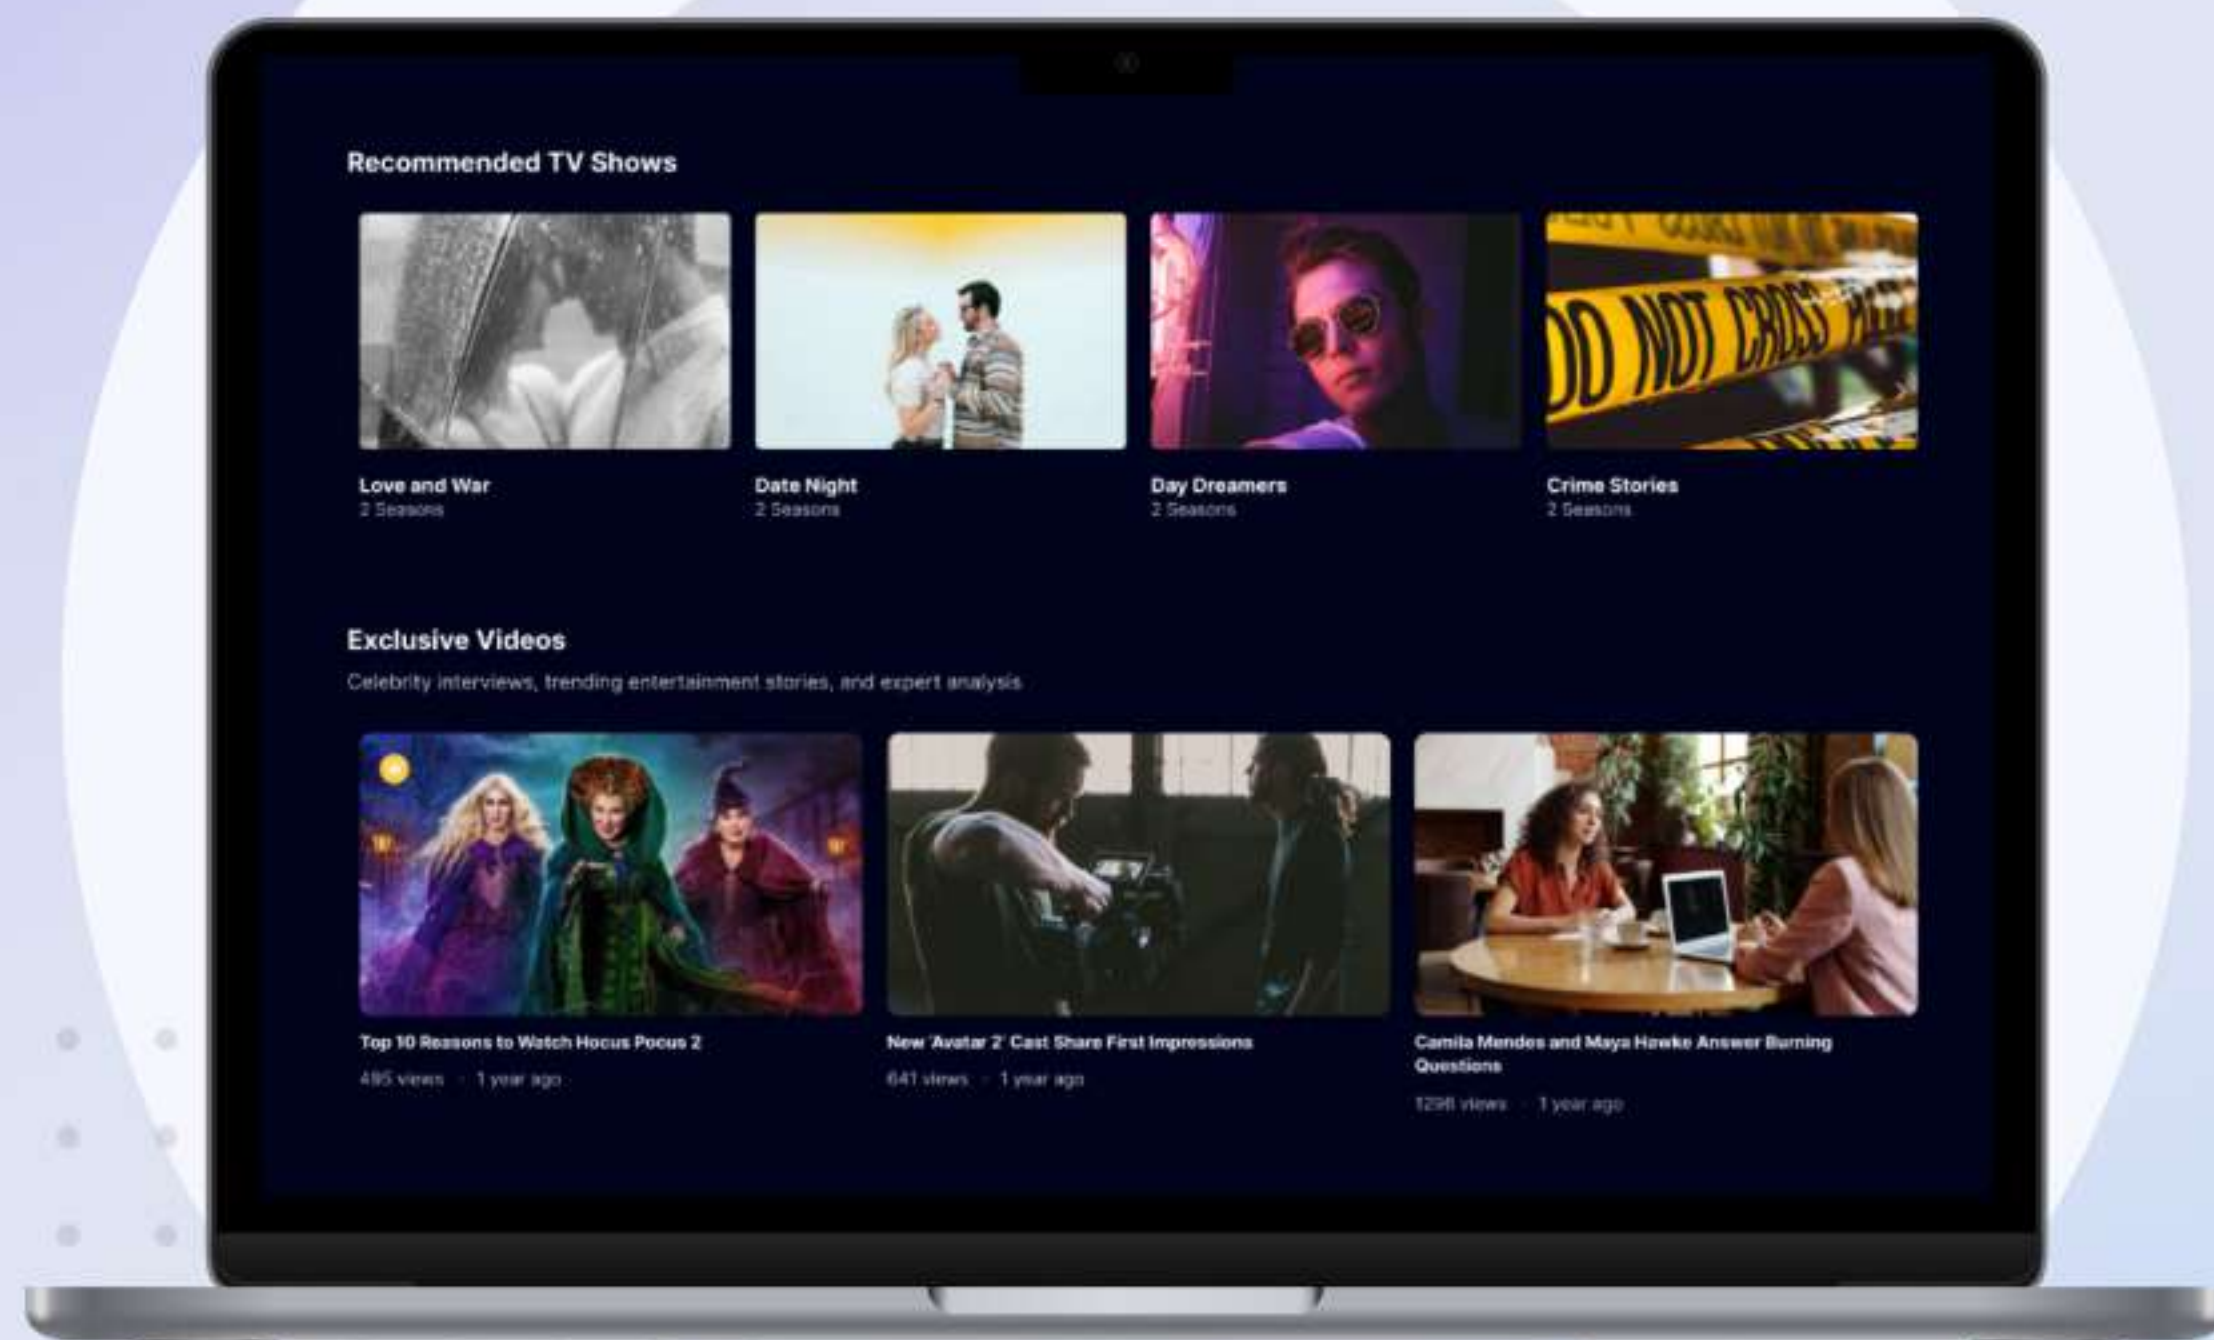 Recommended TV Shows
DO NOT CROSS
Love and War
Date Night
Day Dreamers
Crime Stories
2 Seasons
2 Seasons
2 Seasons
2 Seasons
Exclusive Videos
Celebrity interviews, trending entertainment stories, and expert analysis
Top 10 Reasons to Watch Hocus Pocus 2
New 'Avatar 2' Cast Share First Impressions
Camila Mendes and Maya Hawke Answer Burning
Questions
485 views · 1 year ago
641 views · 1 year ago
views · 1 year ago